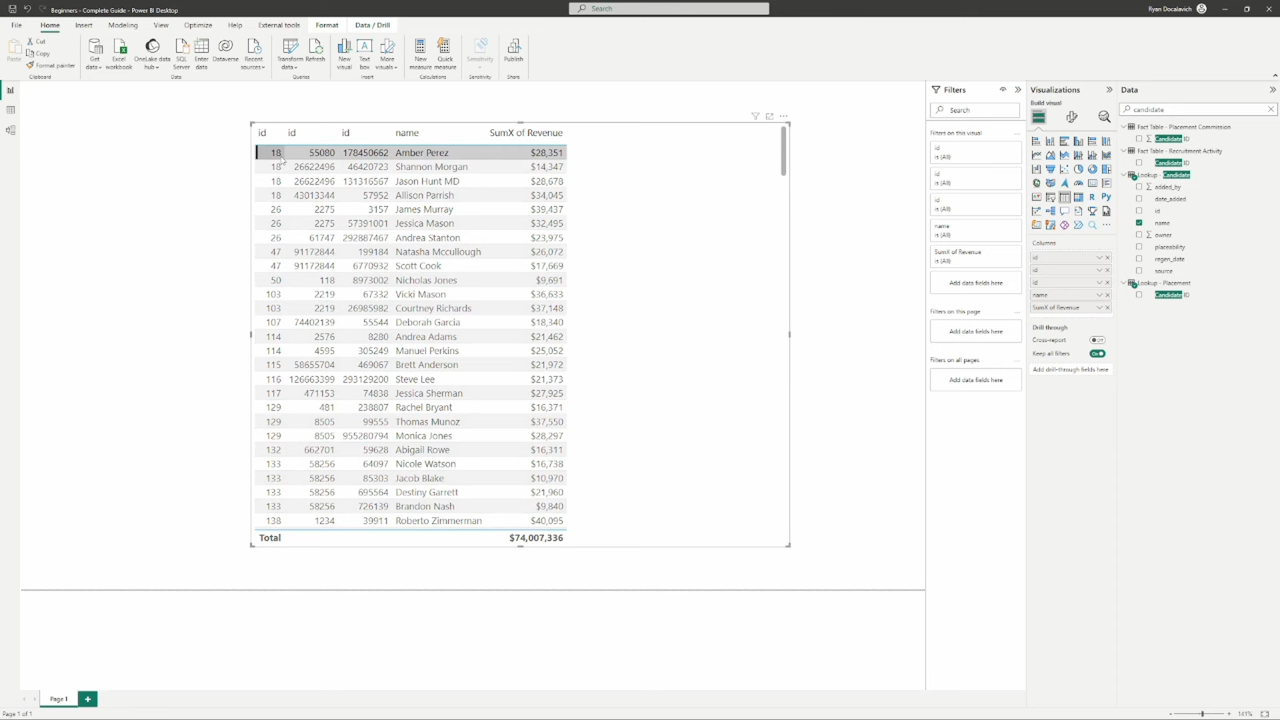 Beginners - Complete Guide - Power BI Desktop
Search
Ryan Docalavich
File Home Insert Modeling View Optimize Help External tools Format Data / Drill
Paste
Cut
Copy
Format painter
Clipboard
Get data
Excel workbook
OneLake data hub
SQL Server
Enter data
Dataverse
Recent sources
Data
Transform data
Refresh
Queries
New visual
Text box
More visuals
Insert
New measure
Quick measure
Calculations
Sensitivity
Sensitivity
Publish
Share
id id id name SumX of Revenue
18 55080 178450662 Amber Perez $28,351
18 26622496 46420723 Shannon Morgan $14,347
18 26622496 131316567 Jason Hunt MD $28,678
18 43013344 57952 Allison Parrish $34,045
26 2275 3157 James Murray $39,437
26 2275 39139109 Jessica Mason $32,495
26 61747 292887467 Andrea Stanton $23,975
47 91172844 199184 Natasha Mccullough $26,072
47 91172844 6770932 Scott Cook $17,669
50 118 8973002 Nicholas Jones $9,691
103 2219 67332 Vicki Mason $36,633
103 2219 26985982 Courtney Richards $37,148
107 74402139 55544 Deborah Garcia $18,340
114 2576 8280 Andrea Adams $21,462
114 4595 305249 Manuel Perkins $25,052
115 58655704 469067 Brett Anderson $21,972
116 126663399 293129200 Steve Lee $21,373
117 471153 74838 Jessica Sherman $27,925
129 481 238807 Rachel Bryant $16,371
129 8505 99555 Thomas Munoz $37,550
129 8505 955280794 Monica Jones $28,297
132 662701 59628 Abigail Rowe $16,311
133 58256 64097 Nicole Watson $16,738
133 58256 85303 Jacob Blake $10,970
133 58256 695564 Destiny Garrett $21,960
133 58256 726139 Brandon Nash $9,840
138 1234 39911 Roberto Zimmerman $40,095
Total $74,007,336
Filters
Search
Filters on this visual
id
is (All)
id
is (All)
id
is (All)
name
is (All)
SumX of Revenue
is (All)
Add data fields here
Filters on this page
Add data fields here
Filters on all pages
Add data fields here
Visualizations
Build visual
R Py
Columns
id
id
id
name
SumX of Revenue
Drill through
Cross-report Off
Keep all filters On
Add drill-through fields here
Data
candidate
Fact Table - Placement Commission
Candidate ID
Fact Table - Recruitment Activity
Candidate ID
Lookup - Candidate
added_by
date_added
id
name
owner
placeability
regen_date
source
Lookup - Placement
Candidate ID
Page 1
Page 1 of 1
141%